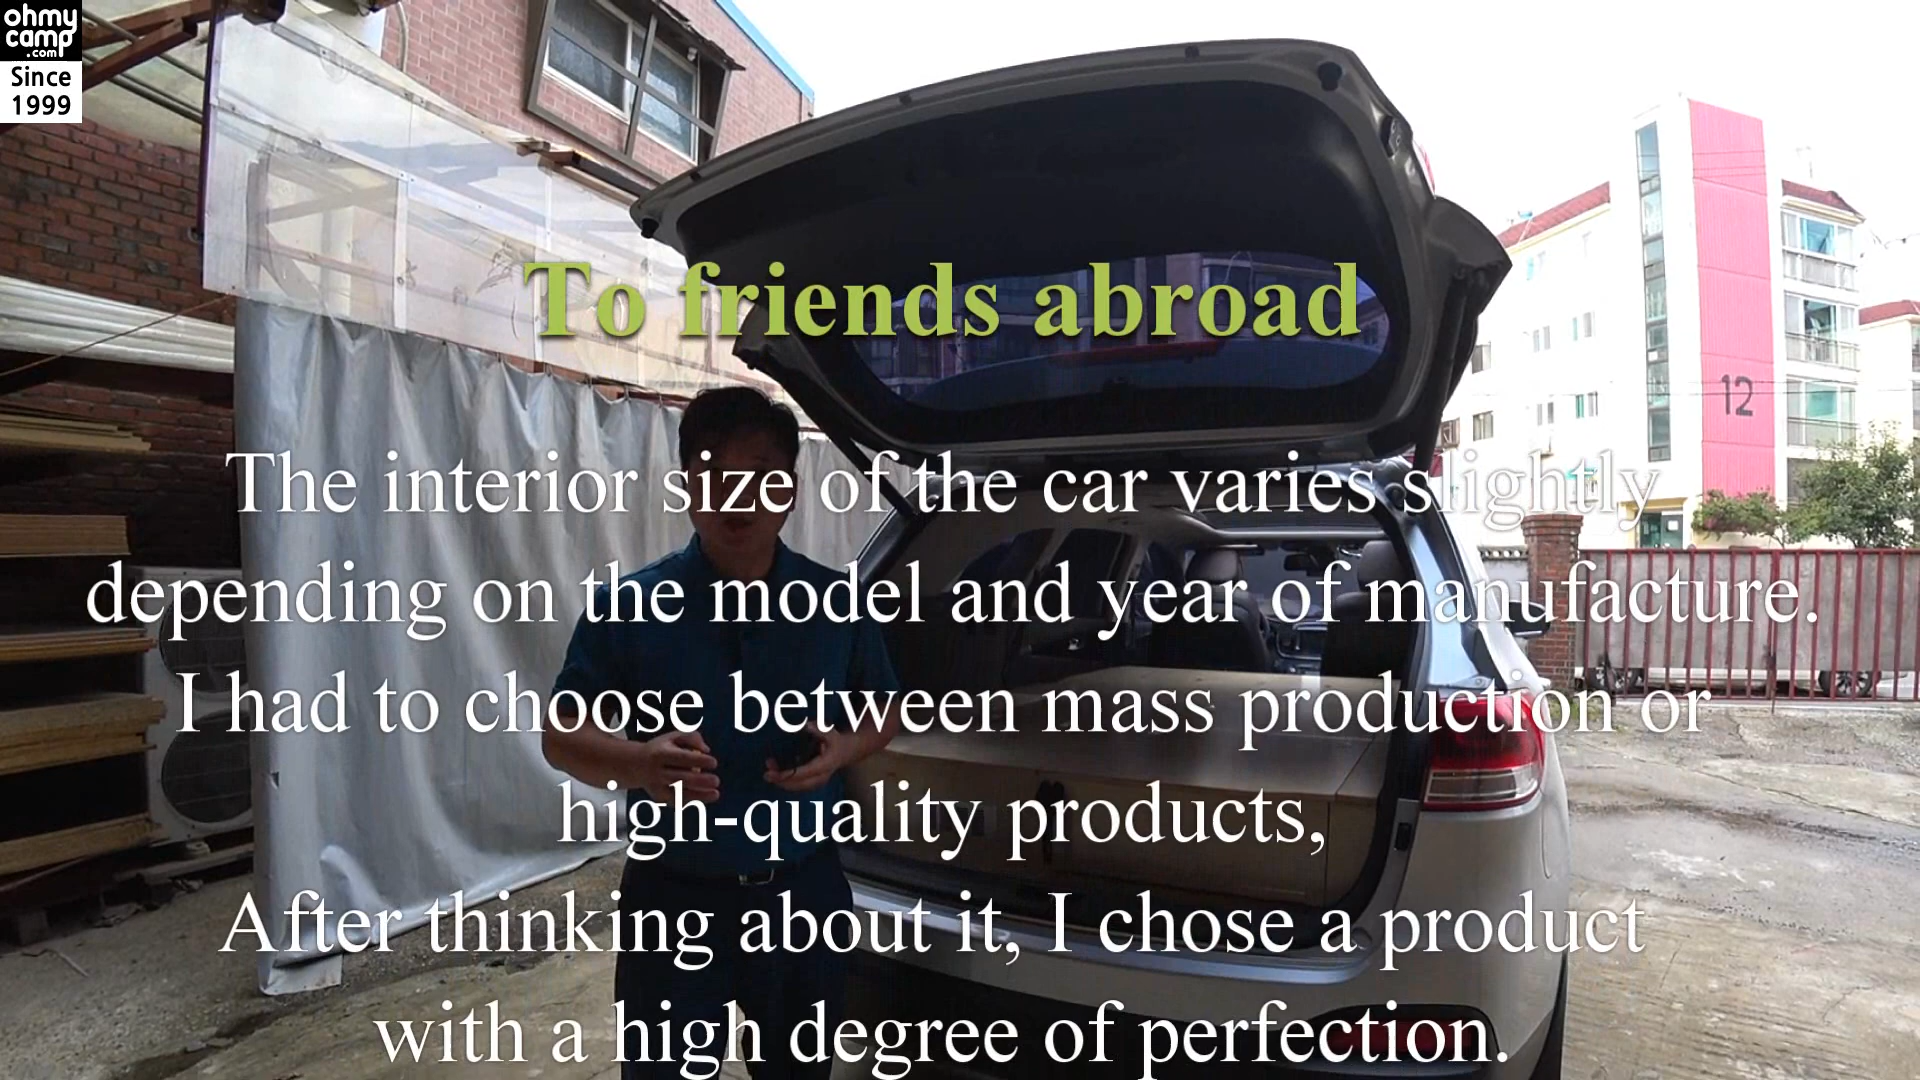 ohmy
camp
.com
Since
1999
To friends abroad
12
The interior size of the car varies slightly
depending on the model and year of manufacture.
I had to choose between mass production or
high-quality products,
After thinking about it, I chose a product
with a high degree of perfection.